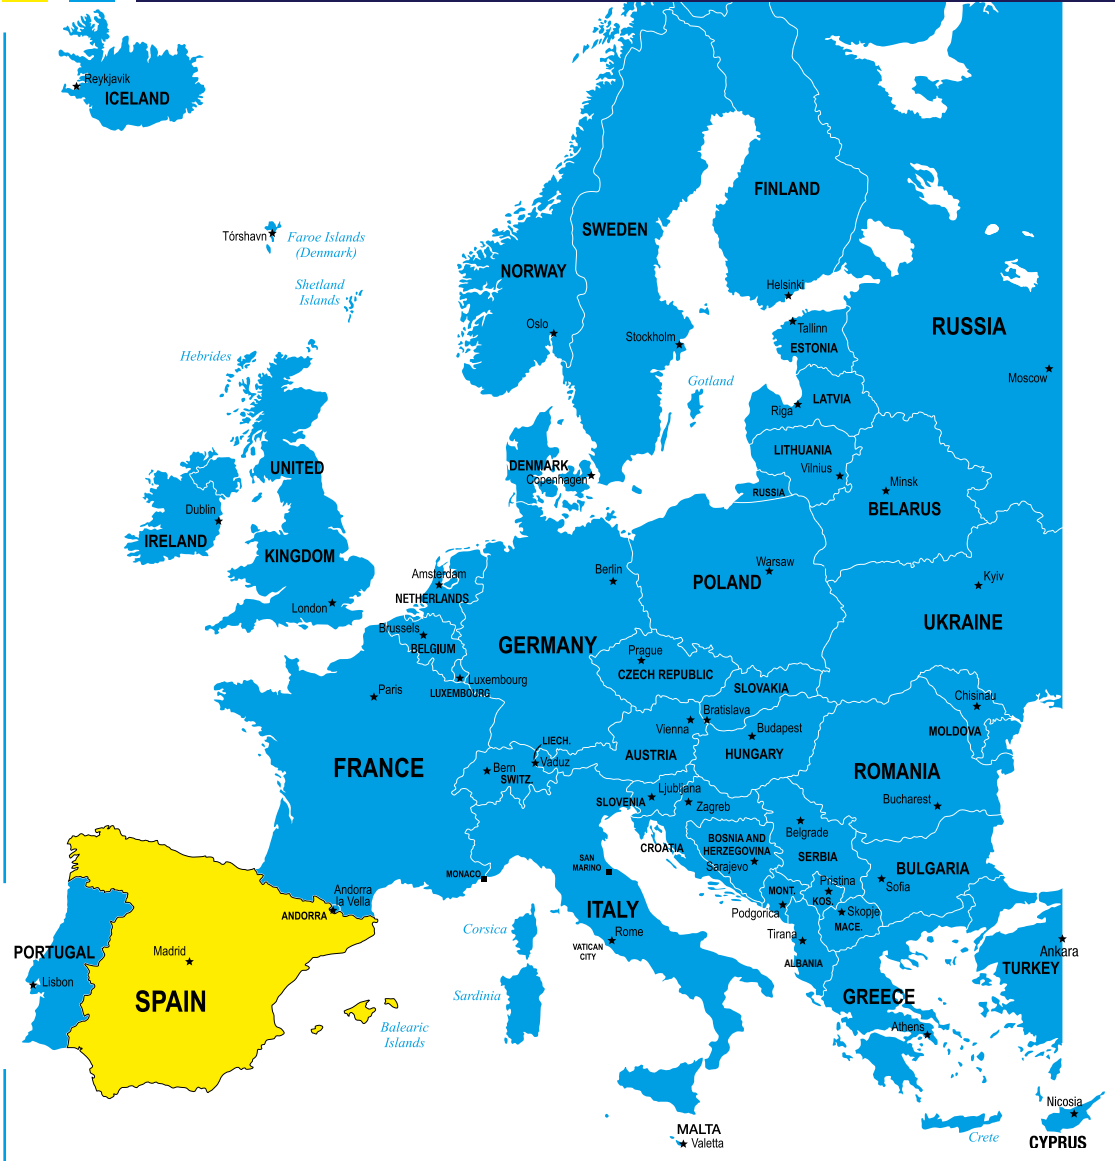 Reykjavik
ICELAND
FINLAND
SWEDEN
Tórshavn
Faroe Islands
(Denmark)
NORWAY
Shetland
Islands
Helsinki
Oslo
Tallinn
RUSSIA
Stockholm
ESTONIA
Hebrides
Moscow
Gotland
LATVIA
Riga
LITHUANIA
UNITED
DENMARK
Vilnius
Copenhagen
Minsk
RUSSIA
Dublin
BELARUS
IRELAND
KINGDOM
Warsaw
Berlin
Amsterdam
Kyiv
POLAND
NETHERLANDS
London
UKRAINE
Brussels
GERMANY
BELGIUM
Prague
CZECH REPUBLIC
Luxembourg
LUXEMBOURG
SLOVAKIA
Paris
Chisinau
Bratislava
Vienna
Budapest
MOLDOVA
LIECH.
AUSTRIA
HUNGARY
Vaduz
Bern
FRANCE
SWITZ.
ROMANIA
Ljubljana
SLOVENIA
Zagreb
Bucharest
Belgrade
BOSNIA AND
HERZEGOVINA
CROATIA
SERBIA
SAN
MARINO
Sarajevo
BULGARIA
MONACO
Pristina
Sofia
Andorra
la Vella
MONT.
KOS.
ANDORRA
ITALY
Podgorica
Skopje
MACE.
Corsica
Rome
Tirana
VATICAN
CITY
PORTUGAL
Madrid
Ankara
ALBANIA
TURKEY
Lisbon
SPAIN
Sardinia
GREECE
Balearic
Islands
Athens
Nicosia
MALTA
Valetta
Crete
CYPRUS